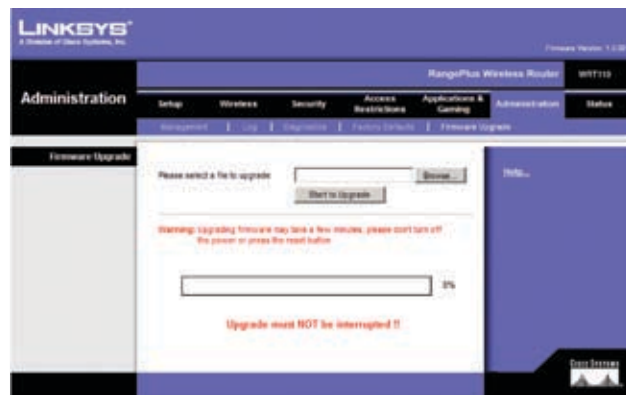 LINKSYS®
A Division of Cisco Systems, Inc.
Firmware Version: 1.0.00
RangePlus Wireless Router WRT110
Administration
Setup Wireless Security Access Restrictions Applications & Gaming Administration Status
Management | Log | Diagnostics | Factory Defaults | Firmware Upgrade
Firmware Upgrade
Please select a file to upgrade Browse...
Start to Upgrade
Help...
Warning: Upgrading firmware may take a few minutes, please don't turn off
the power or press the reset button
0%
Upgrade must NOT be interrupted !!
Cisco Systems